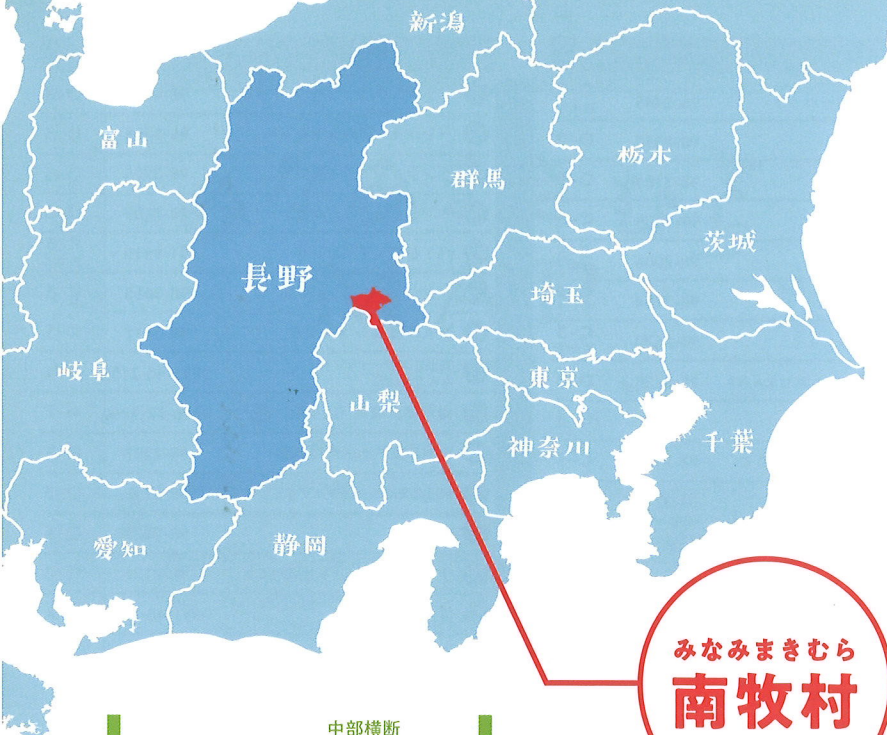 新潟
富山
群馬
栃木
茨城
長野
埼玉
岐阜
東京
山梨
神奈川
千葉
愛知
静岡
みなみまきむら
南牧村
中部横断